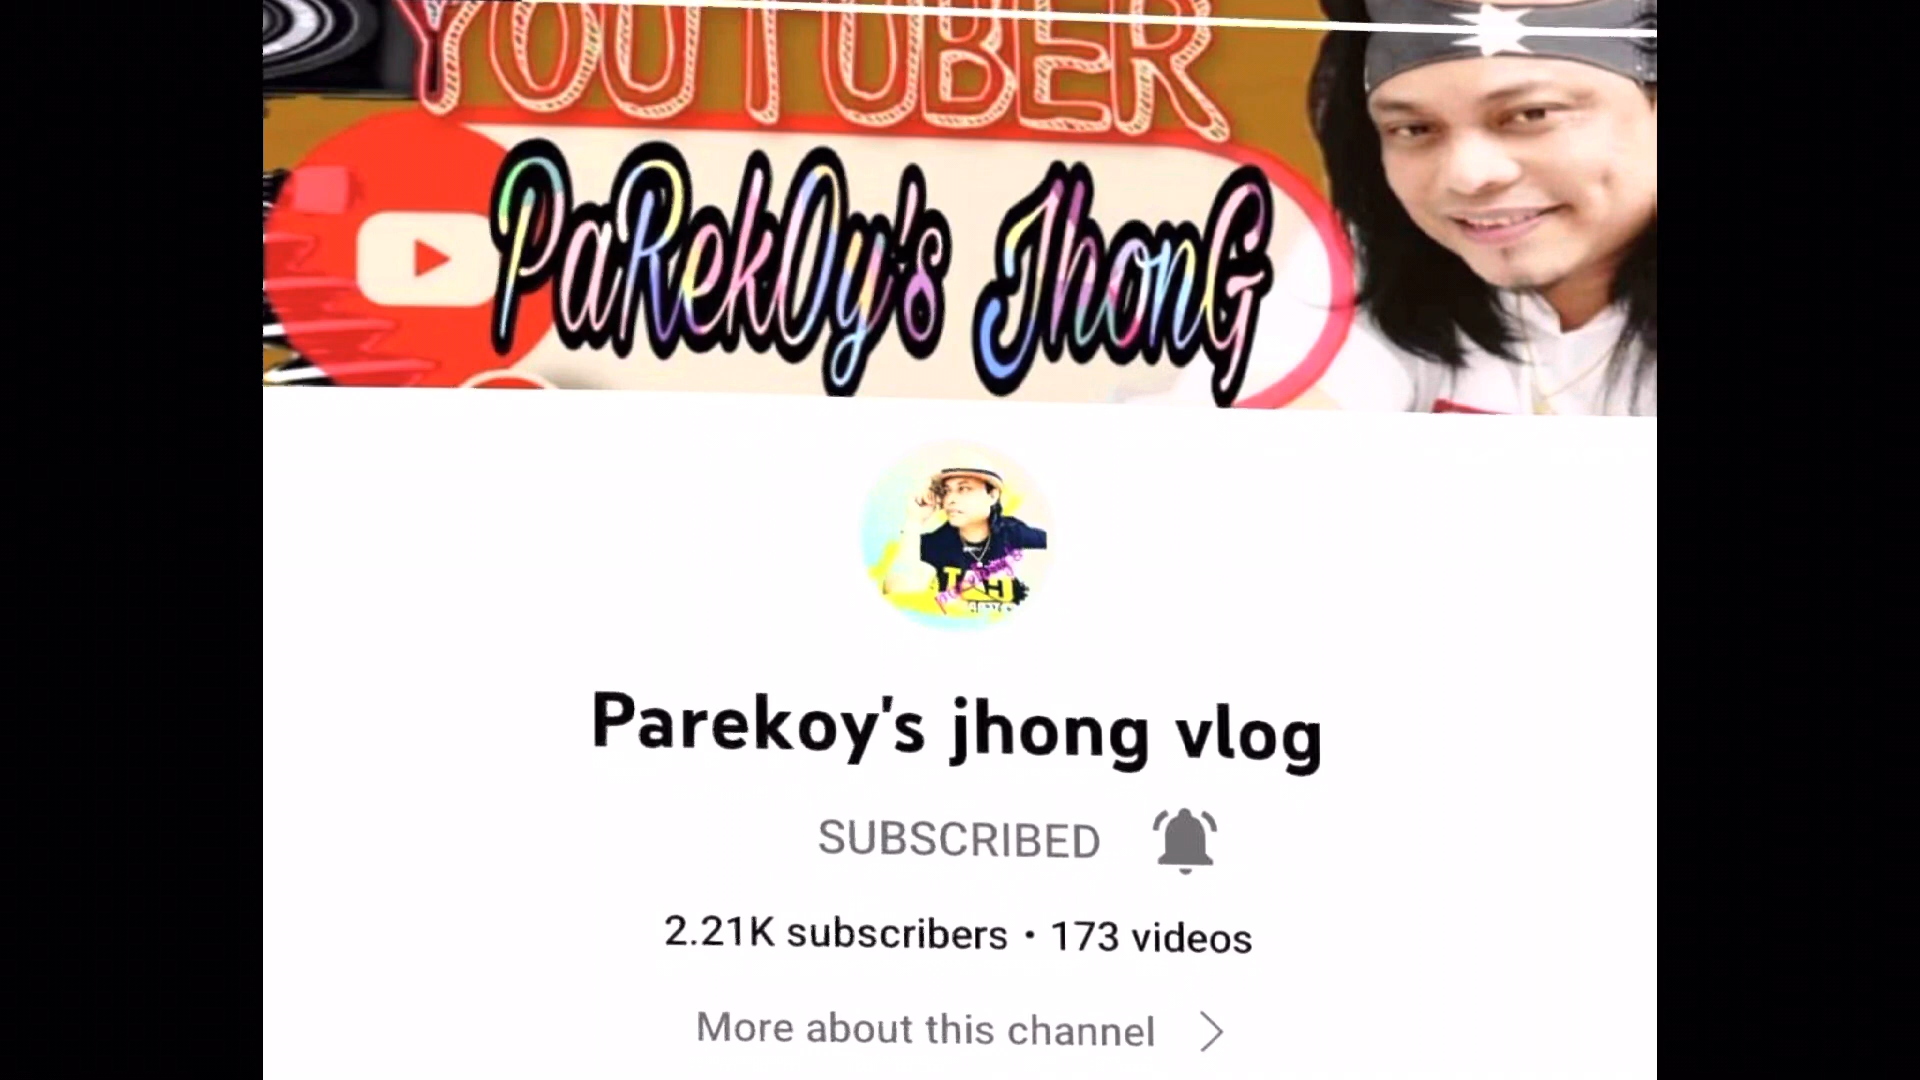 YOUTUBER
PaRekOy's JhonG
Parekoy's jhong vlog
SUBSCRIBED
2.21K subscribers • 173 videos
More about this channel